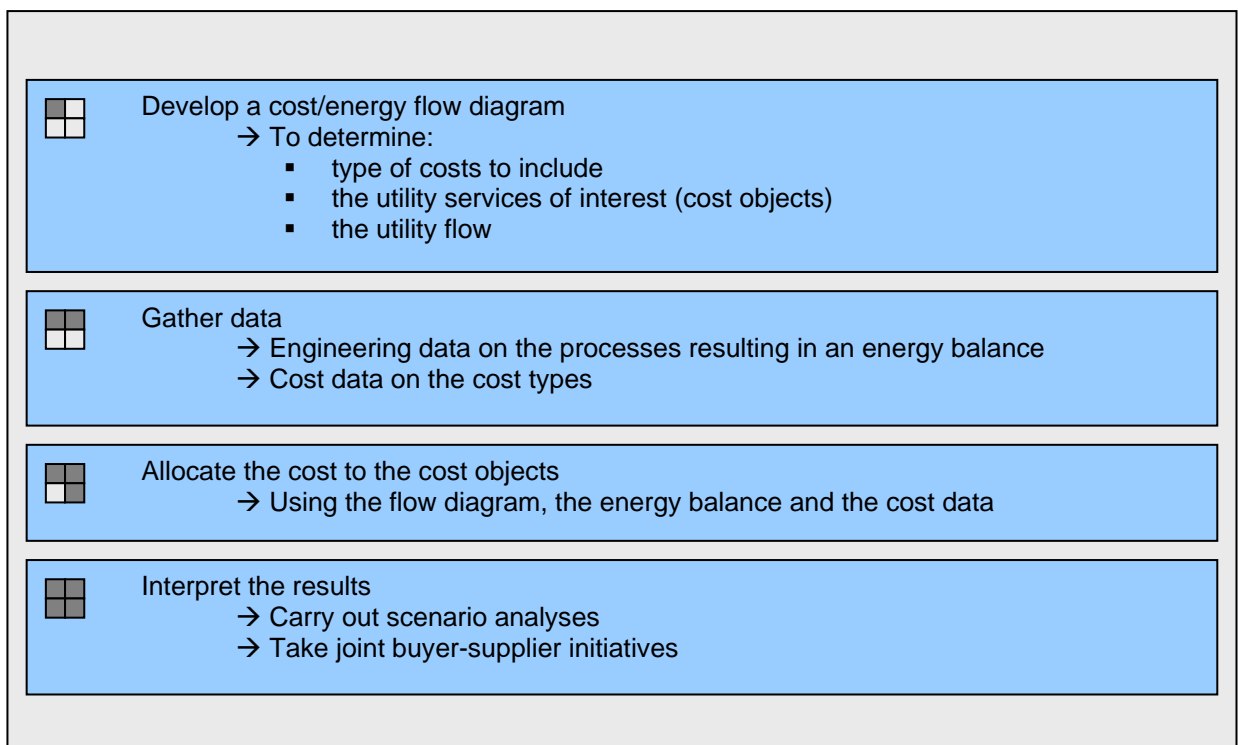 Develop a cost/energy flow diagram
→ To determine:
▪ type of costs to include
▪ the utility services of interest (cost objects)
▪ the utility flow
Gather data
→ Engineering data on the processes resulting in an energy balance
→ Cost data on the cost types
Allocate the cost to the cost objects
→ Using the flow diagram, the energy balance and the cost data
Interpret the results
→ Carry out scenario analyses
→ Take joint buyer-supplier initiatives